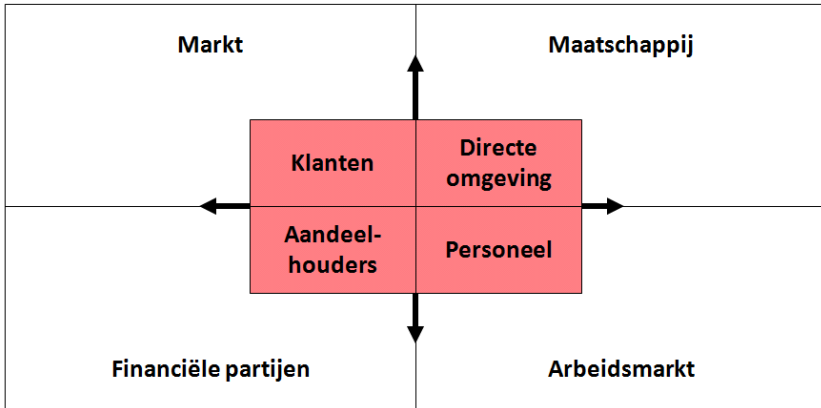 Markt
Maatschappij
Klanten
Directe
omgeving
Aandeel-
houders
Personeel
Financiële partijen
Arbeidsmarkt